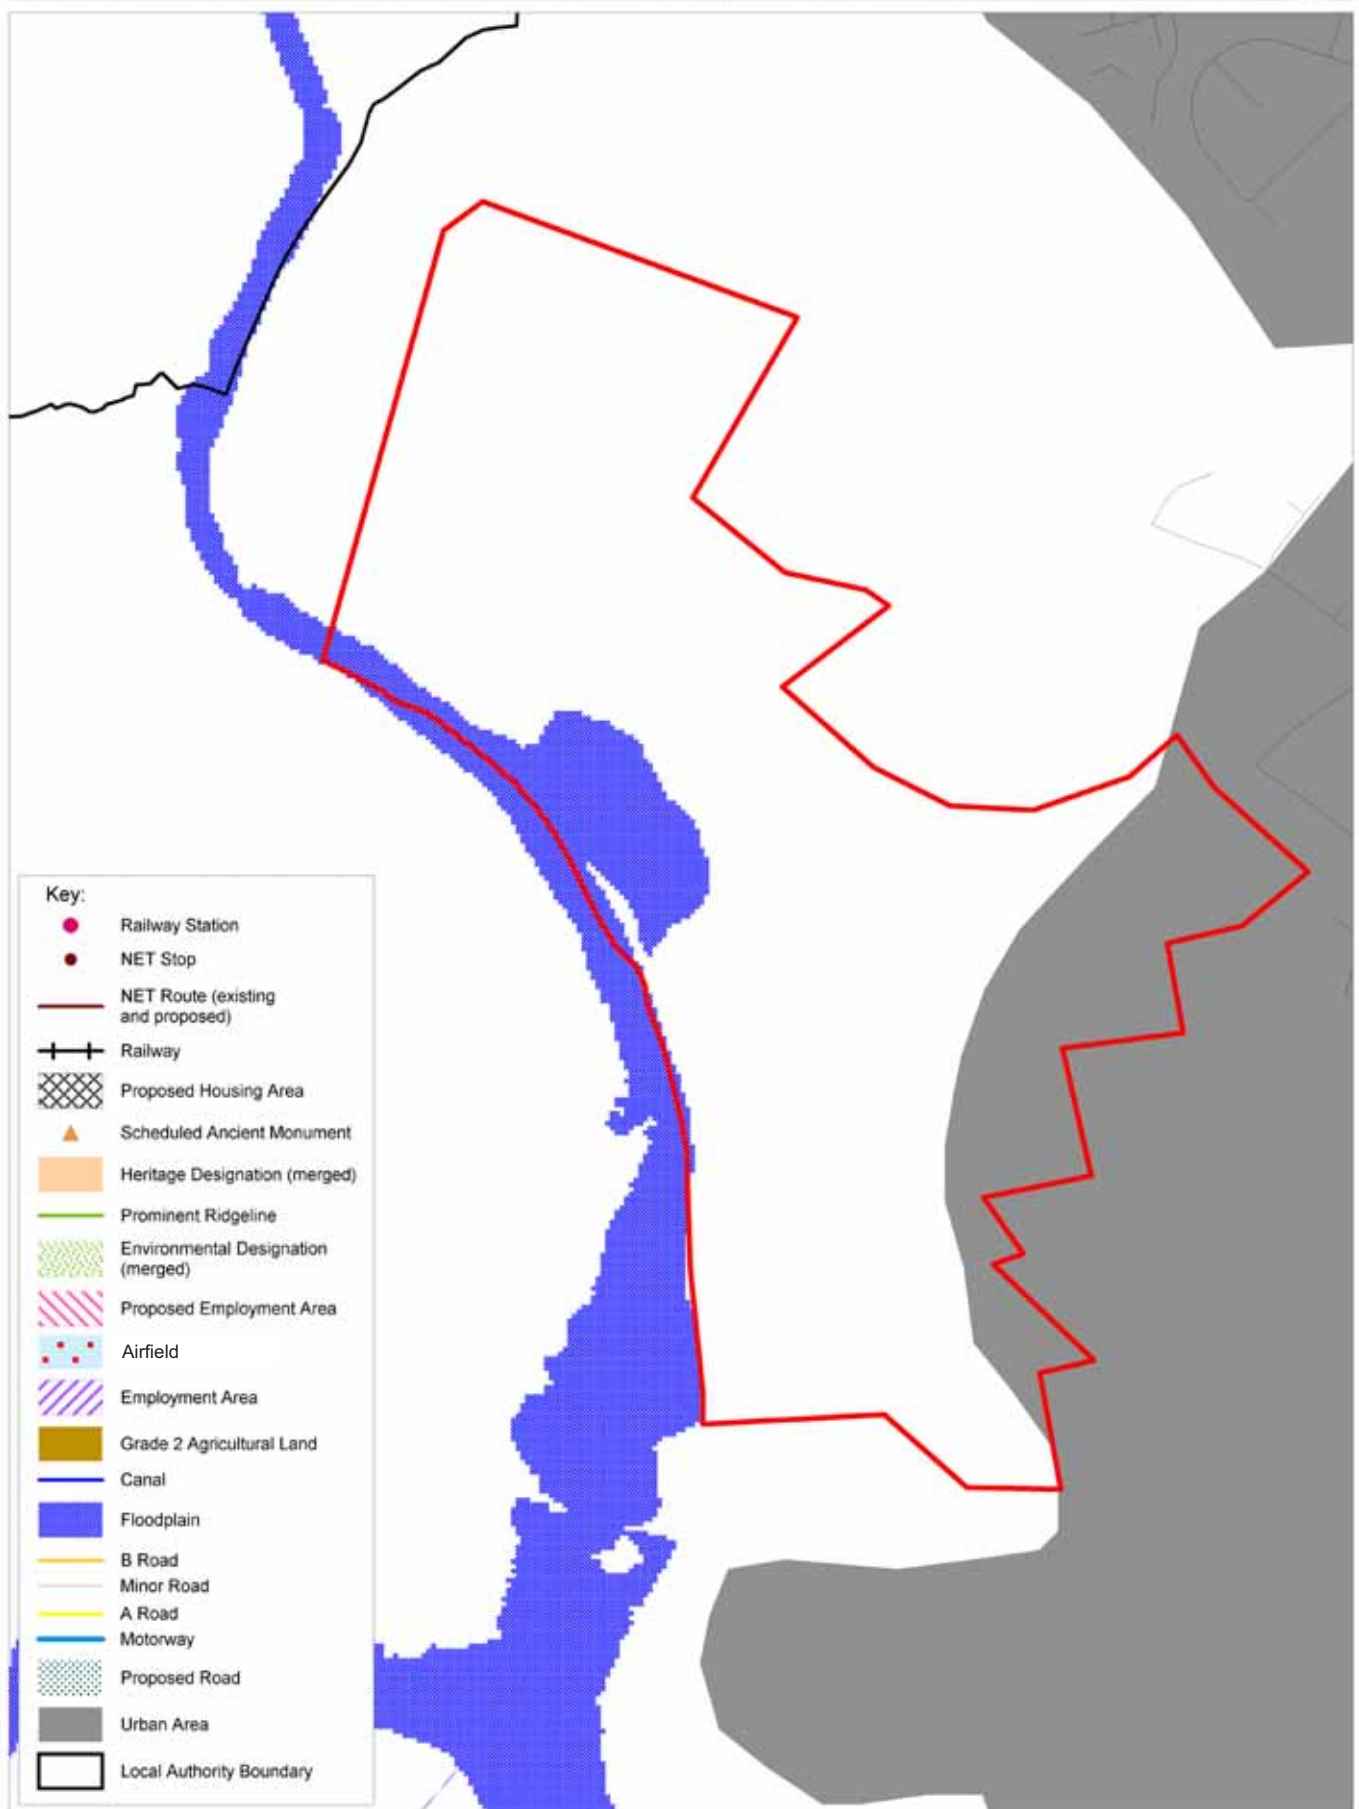 Key:
Railway Station
NET Stop
NET Route (existing
and proposed)
Railway
Proposed Housing Area
Scheduled Ancient Monument
Heritage Designation (merged)
Prominent Ridgeline
Environmental Designation
(merged)
Proposed Employment Area
Airfield
Employment Area
Grade 2 Agricultural Land
Canal
Floodplain
B Road
Minor Road
A Road
Motorway
Proposed Road
Urban Area
Local Authority Boundary